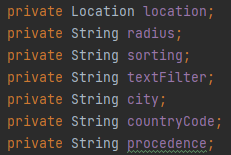 private Location location;
private String radius;
private String sorting;
private String textFilter;
private String city;
private String countryCode;
private String procedence;